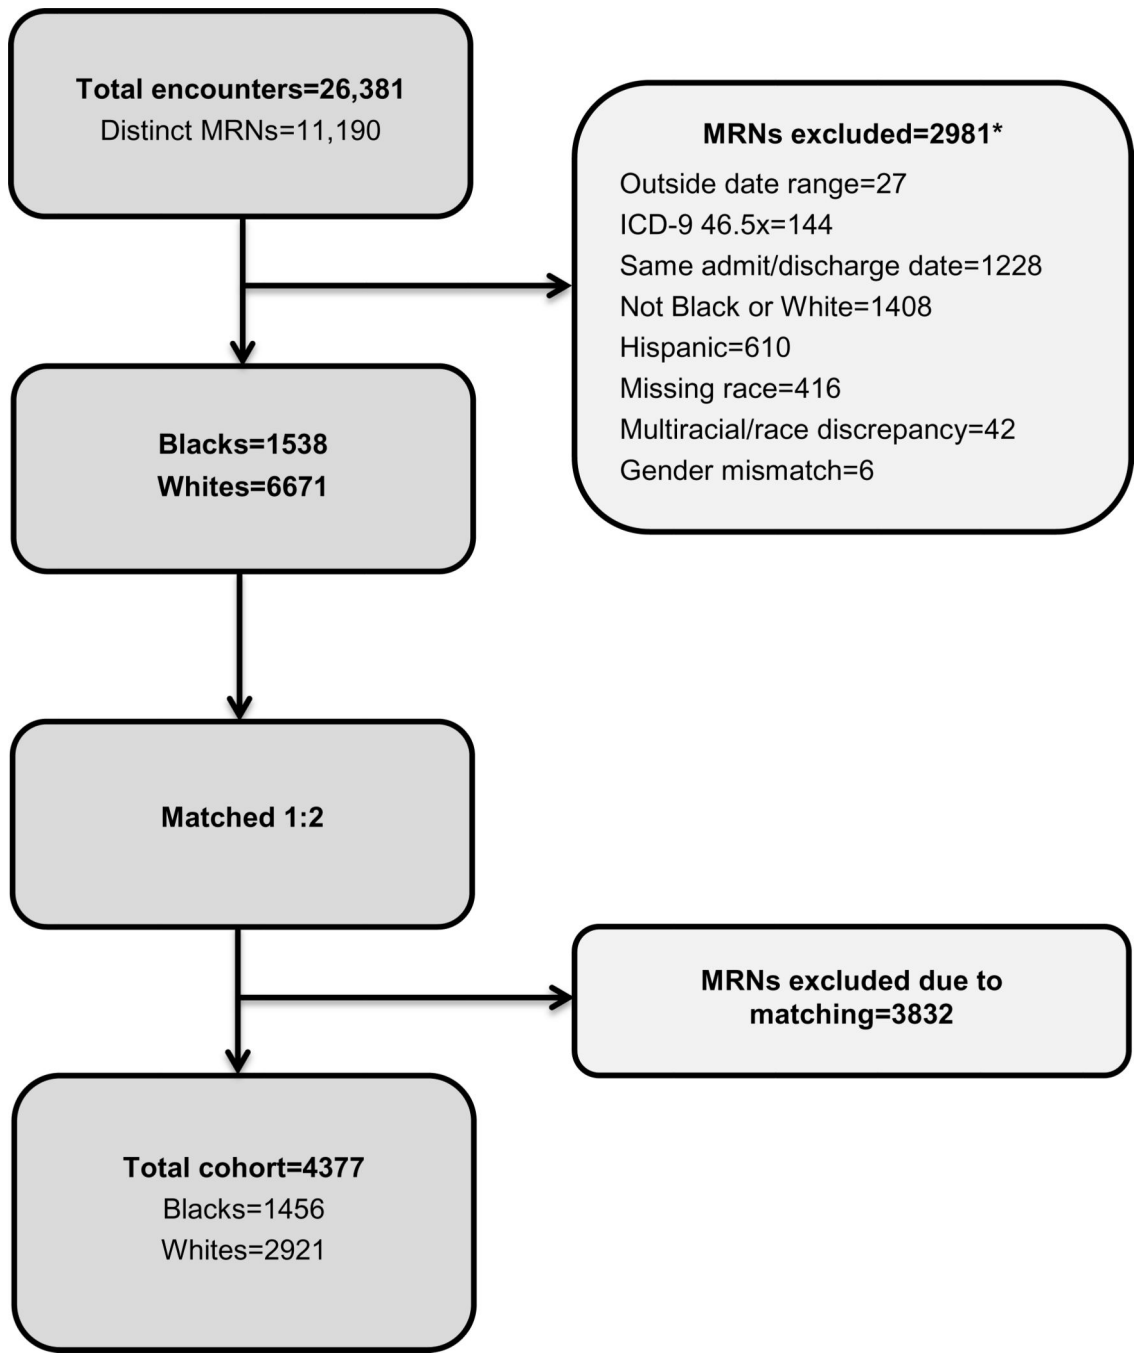 Total encounters=26,381
Distinct MRNs=11,190
MRNs excluded=2981*
Outside date range=27
ICD-9 46.5x=144
Same admit/discharge date=1228
Not Black or White=1408
Hispanic=610
Missing race=416
Multiracial/race discrepancy=42
Gender mismatch=6
Blacks=1538
Whites=6671
Matched 1:2
MRNs excluded due to
matching=3832
Total cohort=4377
Blacks=1456
Whites=2921